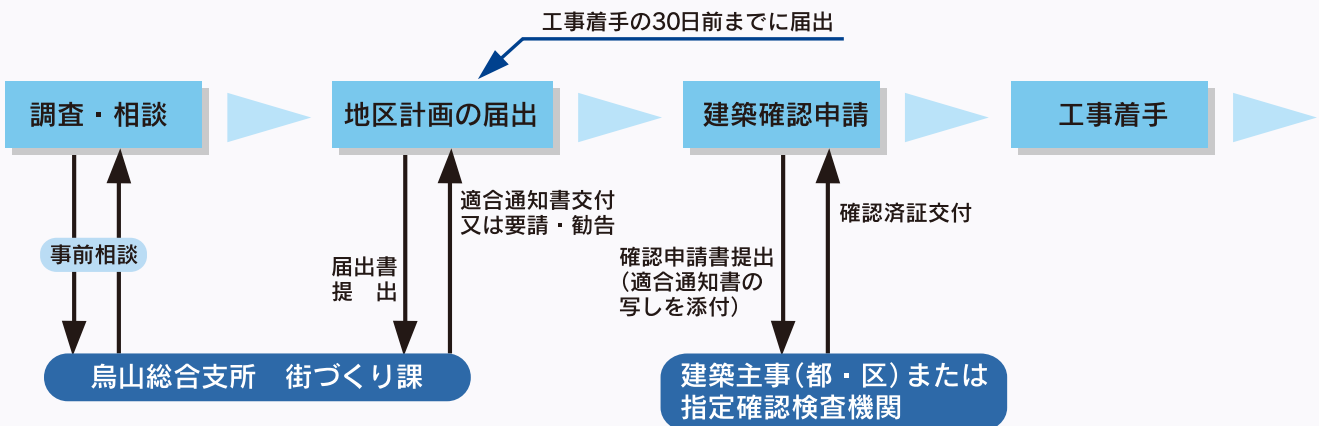 工事着手の30日前までに届出
調査・相談
地区計画の届出
建築確認申請
工事着手
事前相談
届出書
提　出
適合通知書交付
又は要請・勧告
確認申請書提出
（適合通知書の
写しを添付）
確認済証交付
烏山総合支所　街づくり課
建築主事（都・区）または
指定確認検査機関